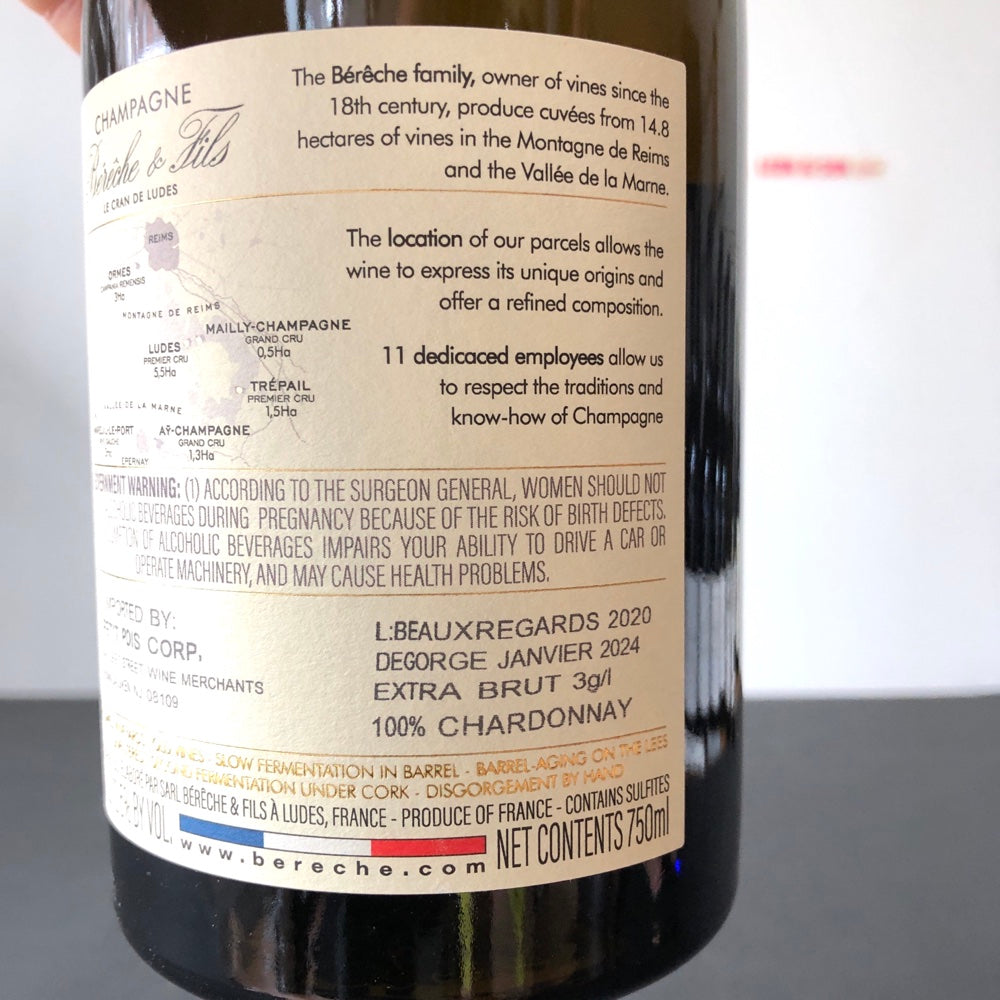 CHAMPAGNE
Bérêche & Fils
LE CRAN DE LUDES
The Bérêche family, owner of vines since the
18th century, produce cuvées from 14.8
hectares of vines in the Montagne de Reims
and the Vallée de la Marne.
REIMS
ORMES
CAMPANIA REMENSIS
3Ha
MONTAGNE DE REIMS
MAILLY-CHAMPAGNE
GRAND CRU
0,5Ha
LUDES
PREMIER CRU
5,5Ha
TRÉPAIL
PREMIER CRU
1,5Ha
VALLÉE DE LA MARNE
LE-PORT
AŸ-CHAMPAGNE
GRAND CRU
1,3Ha
EPERNAY
The location of our parcels allows the
wine to express its unique origins and
offer a refined composition.
11 dedicaced employees allow us
to respect the traditions and
know-how of Champagne
WARNING: (1) ACCORDING TO THE SURGEON GENERAL, WOMEN SHOULD NOT
BEVERAGES DURING PREGNANCY BECAUSE OF THE RISK OF BIRTH DEFECTS.
OF ALCOHOLIC BEVERAGES IMPAIRS YOUR ABILITY TO DRIVE A CAR OR
OPERATE MACHINERY, AND MAY CAUSE HEALTH PROBLEMS.
IMPORTED BY:
POIS CORP.
WINE MERCHANTS
NJ 08109
L:BEAUXREGARDS 2020
DEGORGE JANVIER 2024
EXTRA BRUT 3g/l
100% CHARDONNAY
VINES - SLOW FERMENTATION IN BARREL - BARREL-AGING ON THE LEES
FERMENTATION UNDER CORK - DISGORGEMENT BY HAND
PAR SARL BÉRÊCHE & FILS À LUDES, FRANCE - PRODUCE OF FRANCE - CONTAINS SULFITES
% BY VOL.
www.bereche.com
NET CONTENTS 750ml